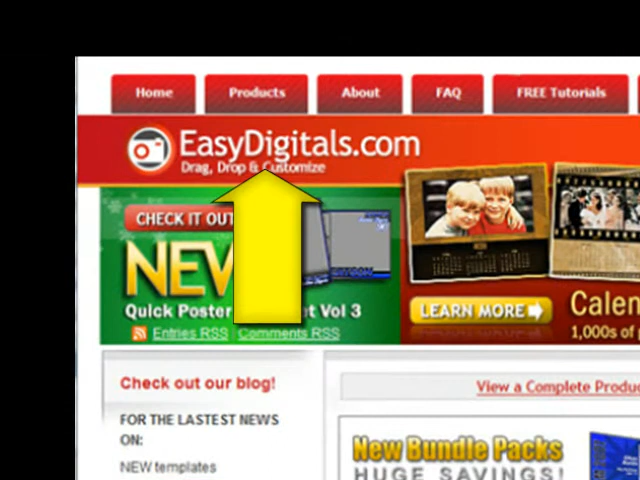 Home Products About FAQ FREE Tutorials
EasyDigitals.com
Drag, Drop & Customize
CHECK IT OUT
NEW
Quick Poster et Vol 3
Entries RSS Comments RSS
LEARN MORE
Calen
1,000s of p
Check out our blog!
FOR THE LASTEST NEWS
ON:
NEW templates
View a Complete Produ
New Bundle Packs
HUGE SAVINGS!